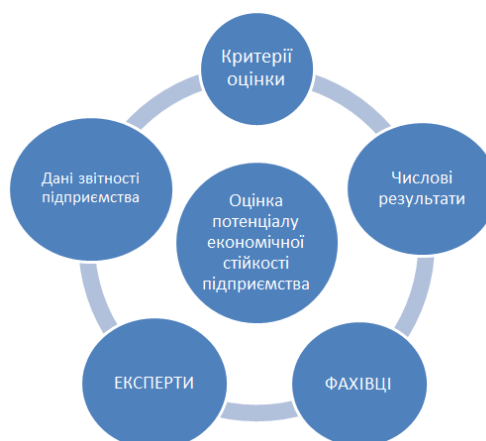 Критерії
оцінки
Дані звітності
підприємства
Числові
результати
Оцінка
потенціалу
економічної
стійкості
підприємства
ЕКСПЕРТИ
ФАХІВЦІ